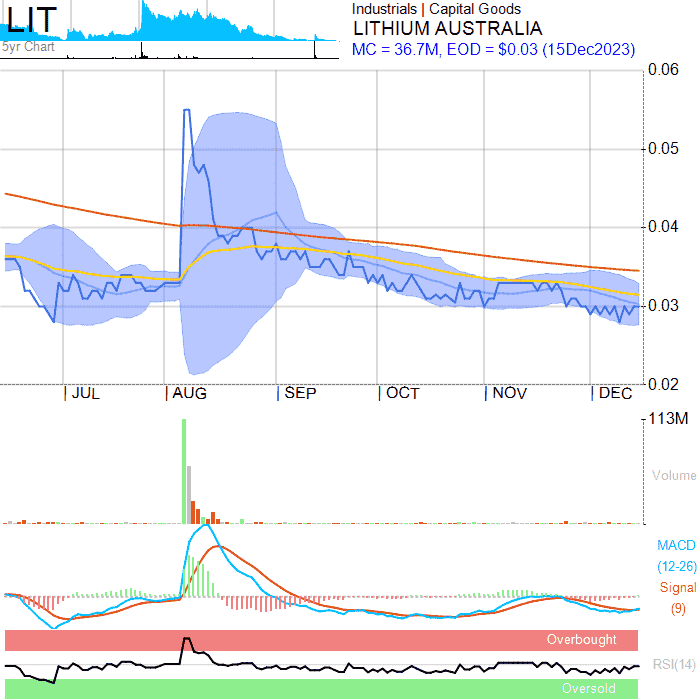 LIT
5yr Chart
Industrials | Capital Goods
LITHIUM AUSTRALIA
MC = 36.7M, EOD = $0.03 (15Dec2023)
0.06
0.05
0.04
0.03
0.02
| JUL | AUG | SEP | OCT | NOV | DEC
113M
Volume
MACD
(12-26)
Signal
(9)
Overbought
RSI(14)
Oversold